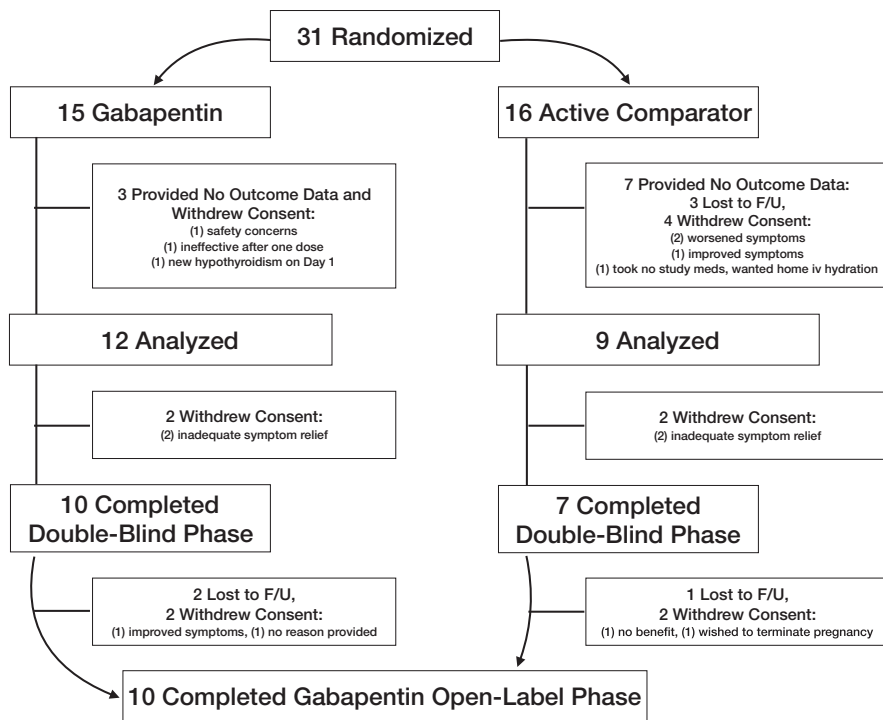 31 Randomized
15 Gabapentin
16 Active Comparator
3 Provided No Outcome Data and
Withdrew Consent:
(1) safety concerns
(1) ineffective after one dose
(1) new hypothyroidism on Day 1
7 Provided No Outcome Data:
3 Lost to F/U,
4 Withdrew Consent:
(2) worsened symptoms
(1) improved symptoms
(1) took no study meds, wanted home iv hydration
12 Analyzed
9 Analyzed
2 Withdrew Consent:
(2) inadequate symptom relief
2 Withdrew Consent:
(2) inadequate symptom relief
10 Completed
Double-Blind Phase
7 Completed
Double-Blind Phase
2 Lost to F/U,
2 Withdrew Consent:
(1) improved symptoms, (1) no reason provided
1 Lost to F/U,
2 Withdrew Consent:
(1) no benefit, (1) wished to terminate pregnancy
10 Completed Gabapentin Open-Label Phase